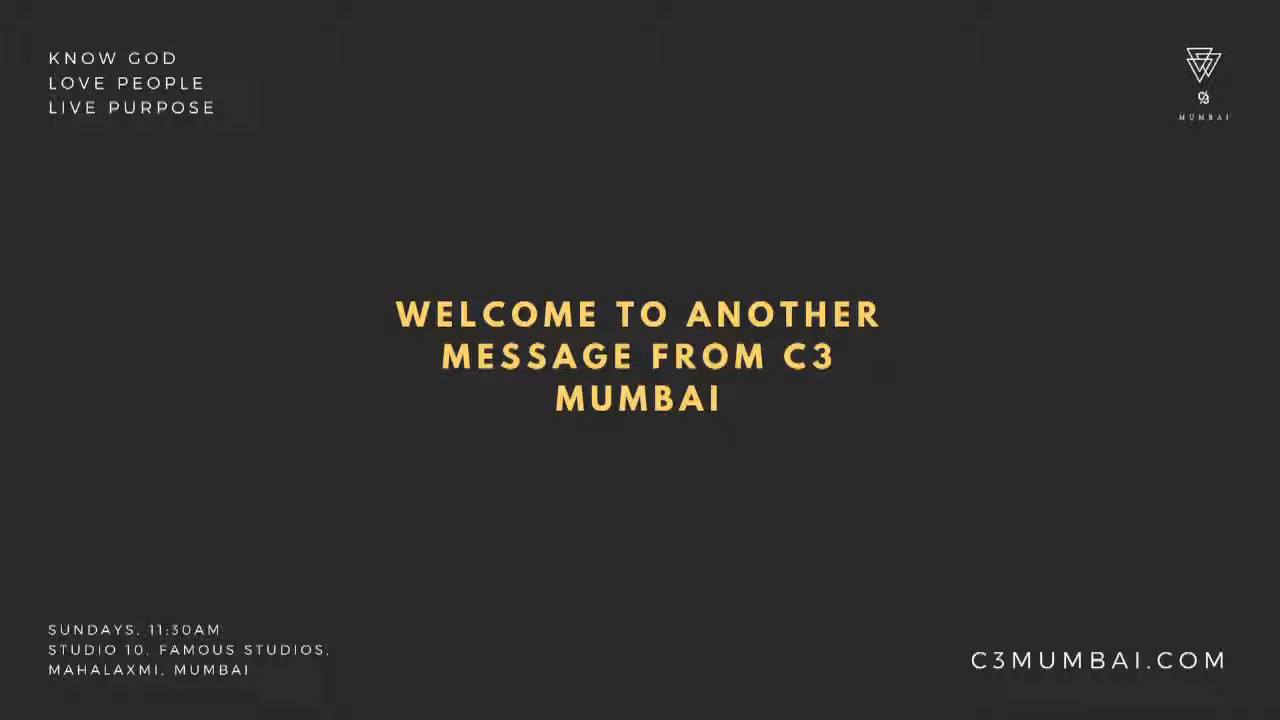 KNOW GOD
LOVE PEOPLE
LIVE PURPOSE
C3
MUMBAI
WELCOME TO ANOTHER
MESSAGE FROM C3
MUMBAI
SUNDAYS, 11:30AM
STUDIO 10, FAMOUS STUDIOS,
MAHALAXMI, MUMBAI
C3MUMBAI.COM